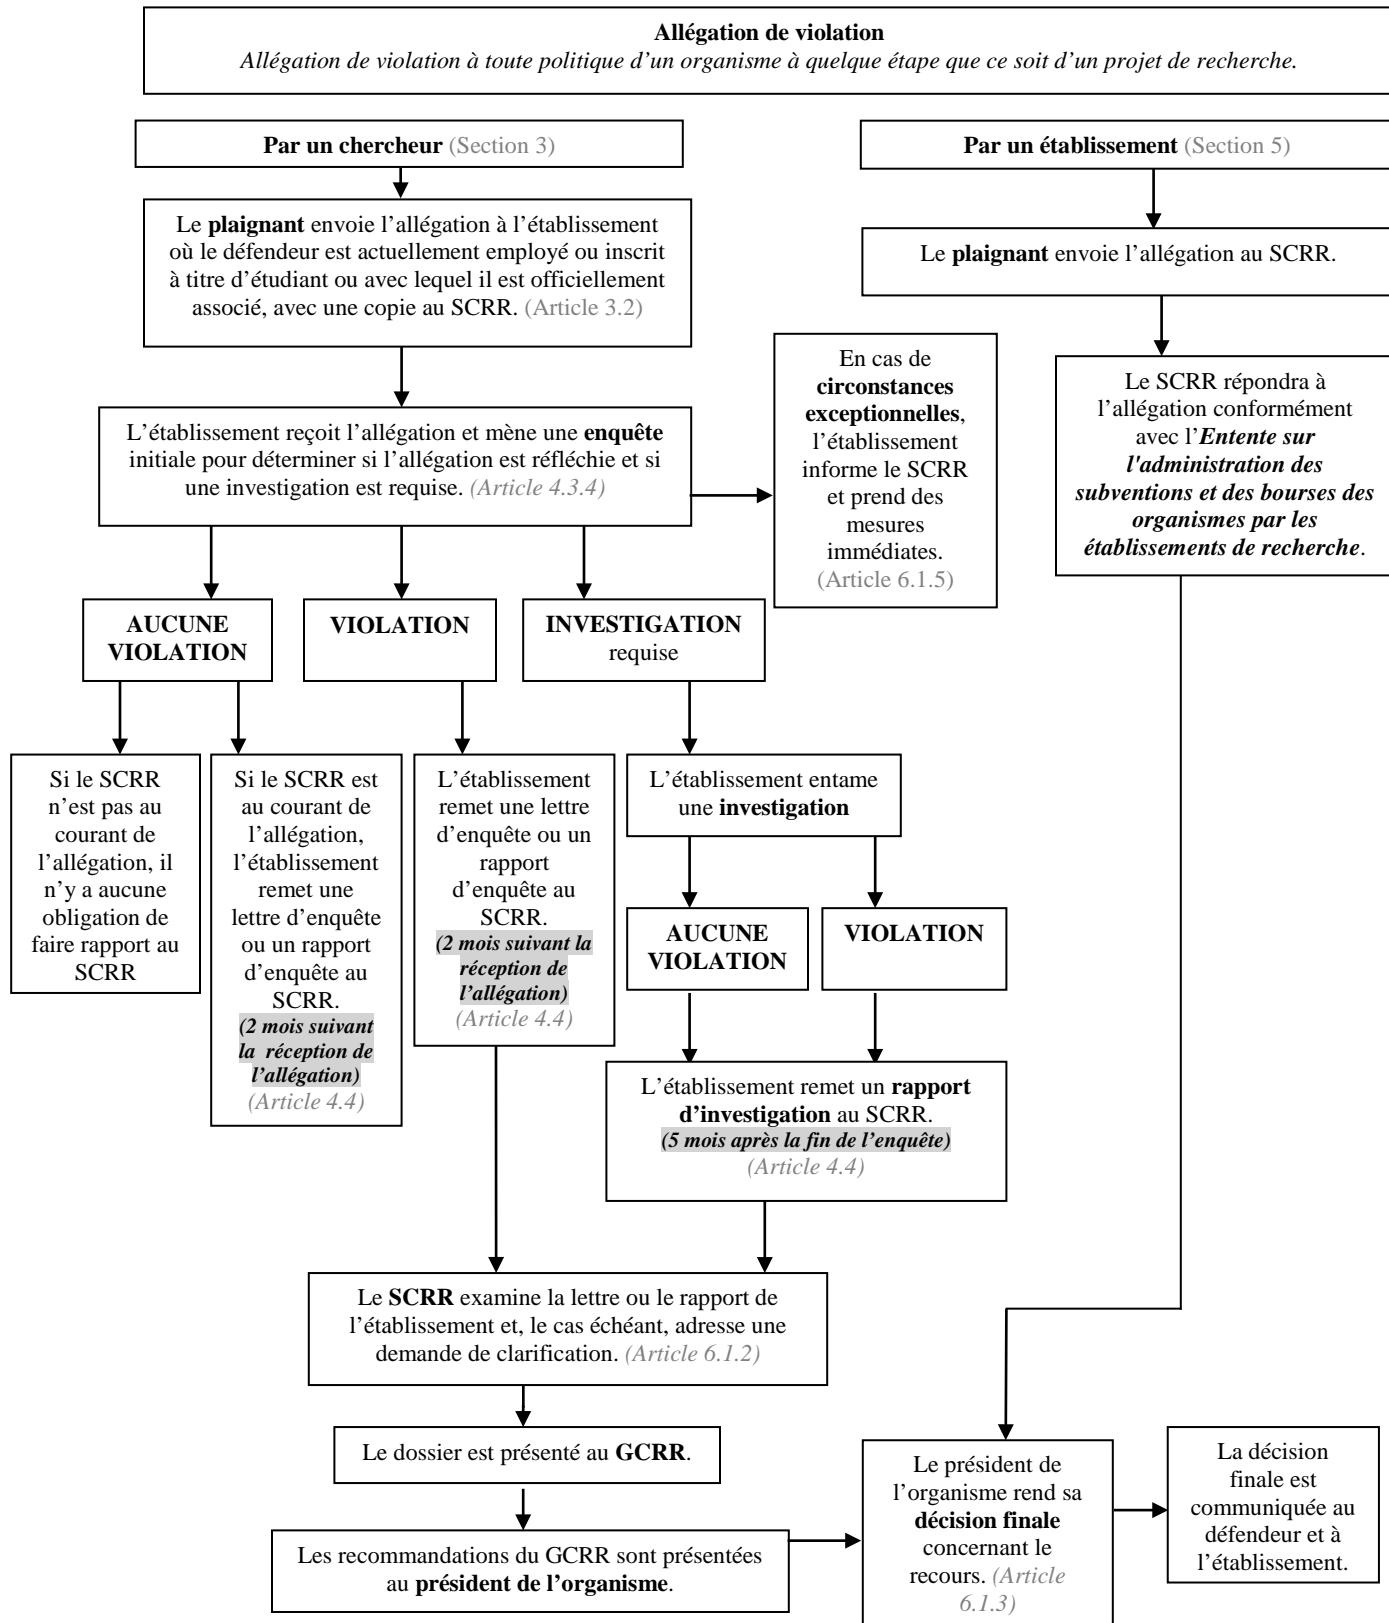 Allégation de violation
Allégation de violation à toute politique d’un organisme à quelque étape que ce soit d’un projet de recherche.
Par un chercheur (Section 3)
Par un établissement (Section 5)
Le plaignant envoie l’allégation à l’établissement
où le défendeur est actuellement employé ou inscrit
à titre d’étudiant ou avec lequel il est officiellement
associé, avec une copie au SCRR. (Article 3.2)
Le plaignant envoie l’allégation au SCRR.
L’établissement reçoit l’allégation et mène une enquête
initiale pour déterminer si l’allégation est réfléchie et si
une investigation est requise. (Article 4.3.4)
En cas de
circonstances
exceptionnelles,
l’établissement
informe le SCRR
et prend des
mesures
immédiates.
(Article 6.1.5)
Le SCRR répondra à
l’allégation conformément
avec l’Entente sur
l'administration des
subventions et des bourses des
organismes par les
établissements de recherche.
AUCUNE
VIOLATION
VIOLATION
INVESTIGATION
requise
Si le SCRR
n’est pas au
courant de
l’allégation, il
n’y a aucune
obligation de
faire rapport au
SCRR
Si le SCRR est
au courant de
l’allégation,
l’établissement
remet une
lettre d’enquête
ou un rapport
d’enquête au
SCRR.
(2 mois suivant
la réception de
l’allégation)
(Article 4.4)
L’établissement
remet une lettre
d’enquête ou un
rapport
d’enquête au
SCRR.
(2 mois suivant la
réception de
l’allégation)
(Article 4.4)
L’établissement entame
une investigation
AUCUNE
VIOLATION
VIOLATION
L’établissement remet un rapport
d’investigation au SCRR.
(5 mois après la fin de l’enquête)
(Article 4.4)
Le SCRR examine la lettre ou le rapport de
l’établissement et, le cas échéant, adresse une
demande de clarification. (Article 6.1.2)
Le dossier est présenté au GCRR.
Les recommandations du GCRR sont présentées
au président de l’organisme.
Le président de
l’organisme rend sa
décision finale
concernant le
recours. (Article
6.1.3)
La décision
finale est
communiquée au
défendeur et à
l’établissement.